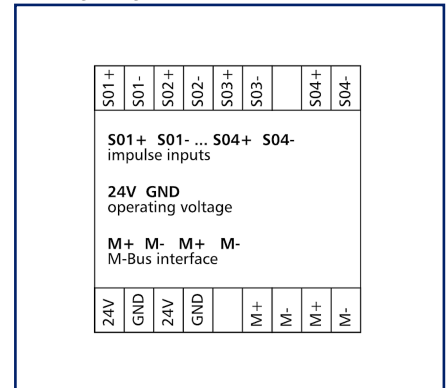 S01+ S01- S02+ S02- S03+ S03- S04+ S04-
S01+ S01- ... S04+ S04-
impulse inputs
24V GND
operating voltage
M+ M- M+ M-
M-Bus interface
24V GND 24V GND M+ M- M+ M-